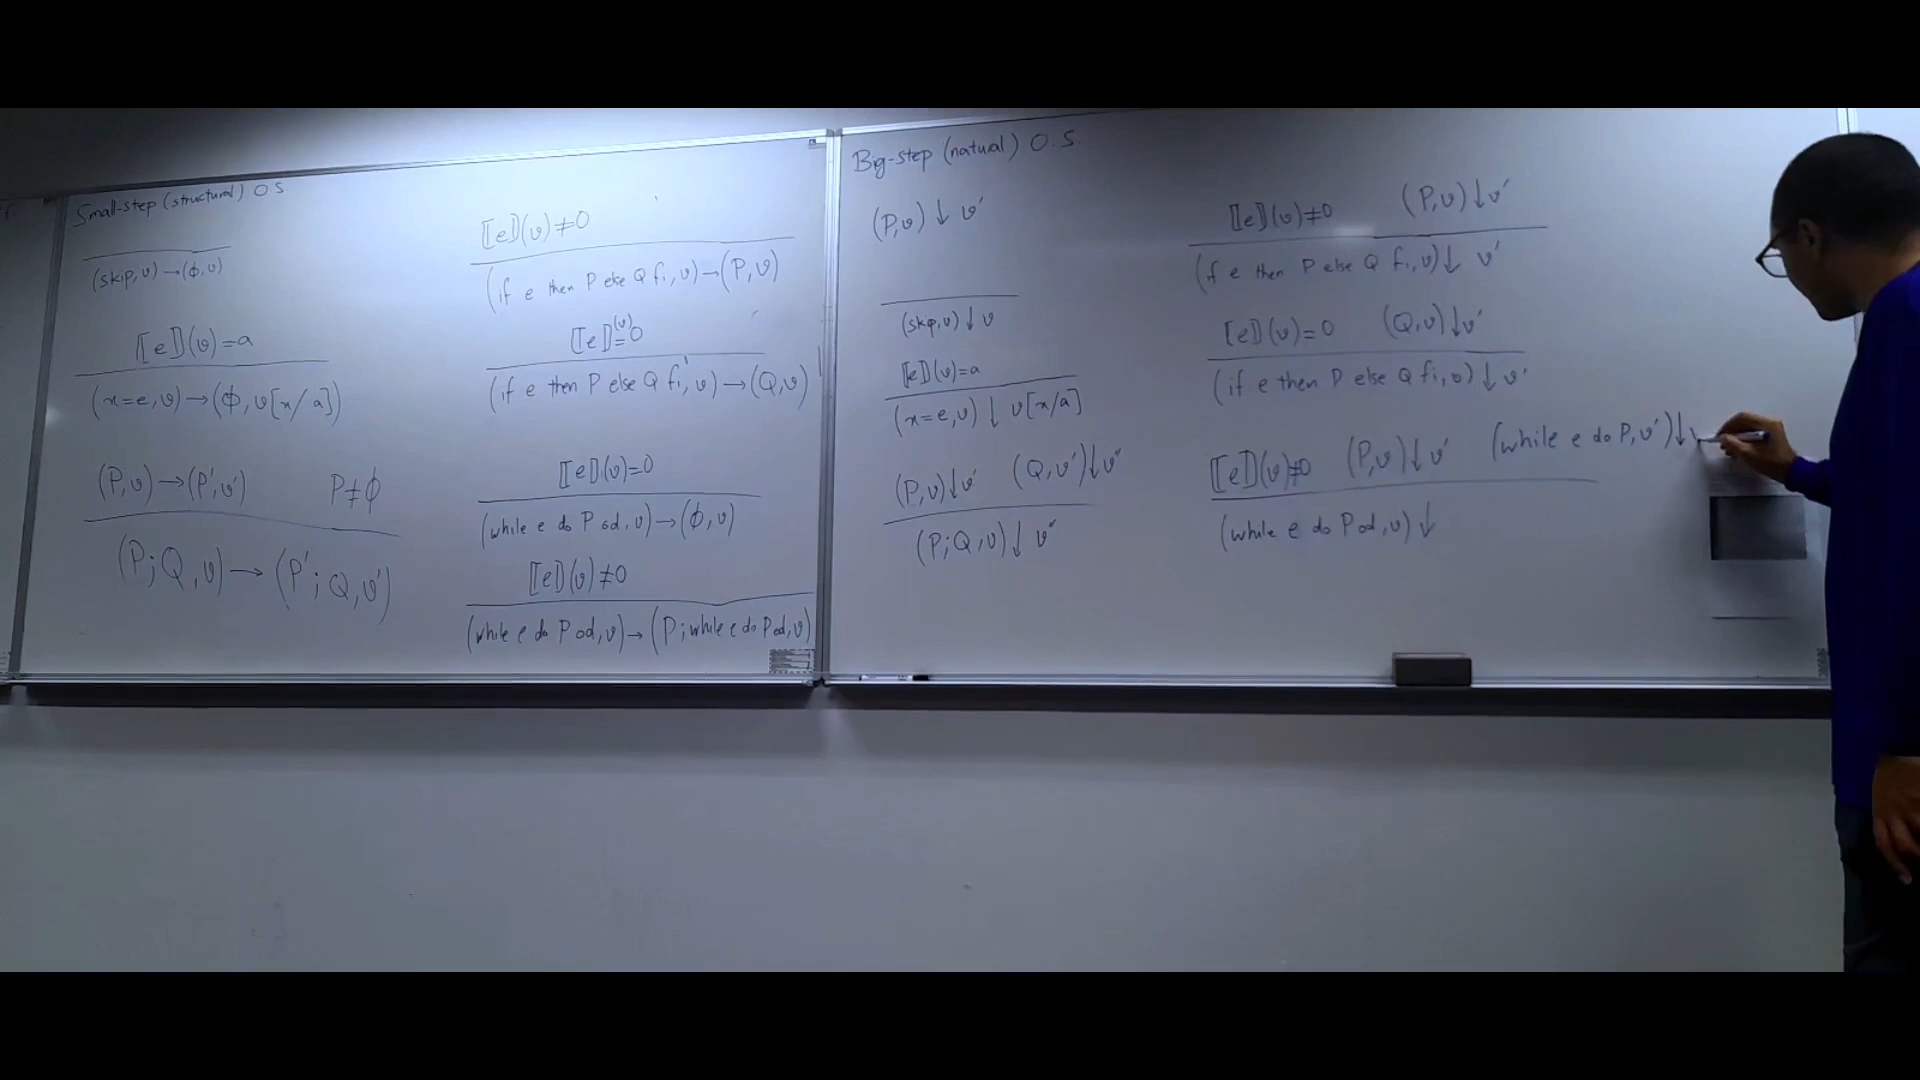 Small-step (structural) O S
(skip, v) → (ϕ, v)
⟦e⟧(v) = a
(x=e, v) → (ϕ, v[x/a])
(P, v) → (P', v') P ≠ ϕ
(P; Q, v) → (P'; Q, v')
⟦e⟧(v) ≠ 0
(if e then P else Q fi, v) → (P, v)
⟦e⟧(v) = 0
(if e then P else Q fi, v) → (Q, v)
⟦e⟧(v) = 0
(while e do P od, v) → (ϕ, v)
⟦e⟧(v) ≠ 0
(while e do P od, v) → (P; while e do P od, v)
Big-step (natural) O. S.
(P, v) ↓ v'
(skip, v) ↓ v
⟦e⟧(v) = a
(x=e, v) ↓ v[x/a]
(P, v) ↓ v' (Q, v') ↓ v''
(P; Q, v) ↓ v''
⟦e⟧(v) ≠ 0 (P, v) ↓ v'
(f e then P else Q fi, v) ↓ v'
⟦e⟧(v) = 0 (Q, v) ↓ v'
(if e then P else Q fi, v) ↓ v'
⟦e⟧(v) ≠ 0 (P, v) ↓ v' (while e do P, v') ↓
(while e do P od, v) ↓